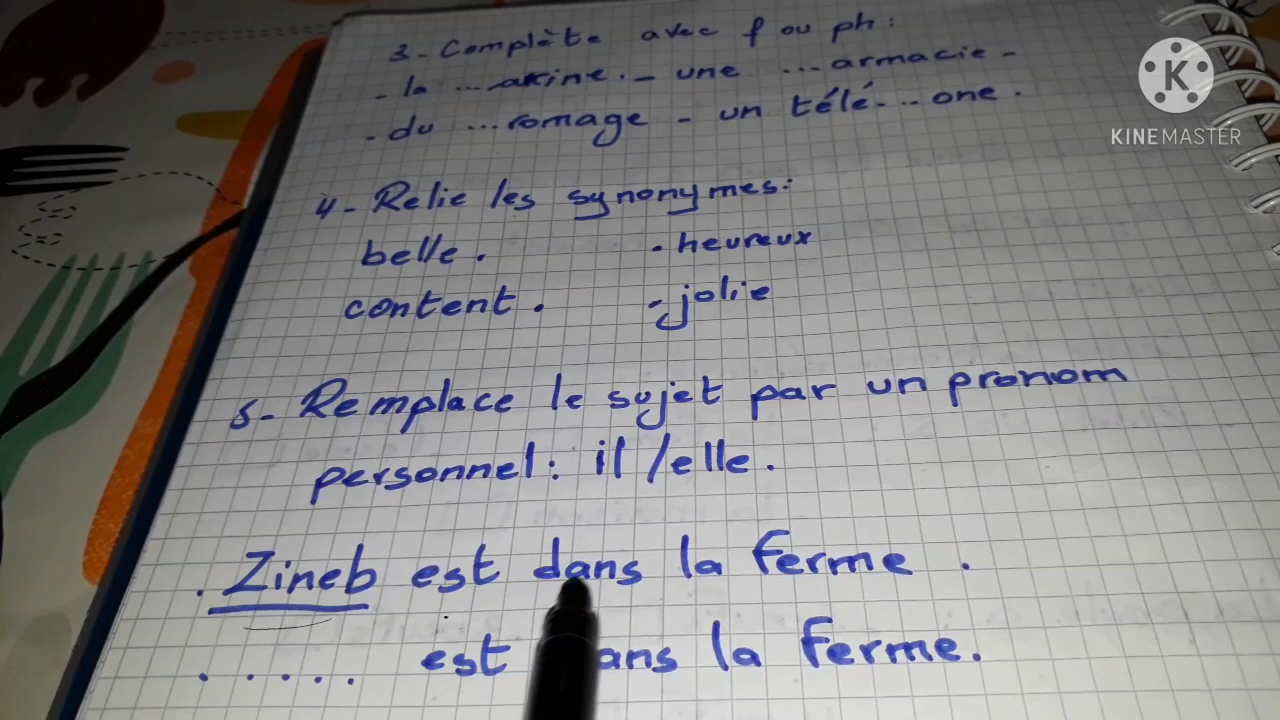 3- Complète avec f ou ph :
- la ...arine. - une ...armacie -
- du ...romage - un télé...one.
4- Relie les synonymes:
belle . . heureux
content . . jolie
5- Remplace le sujet par un pronom
personnel: il /elle.
. Zineb est dans la ferme .
. . . . . est dans la ferme.
K
KINEMASTER